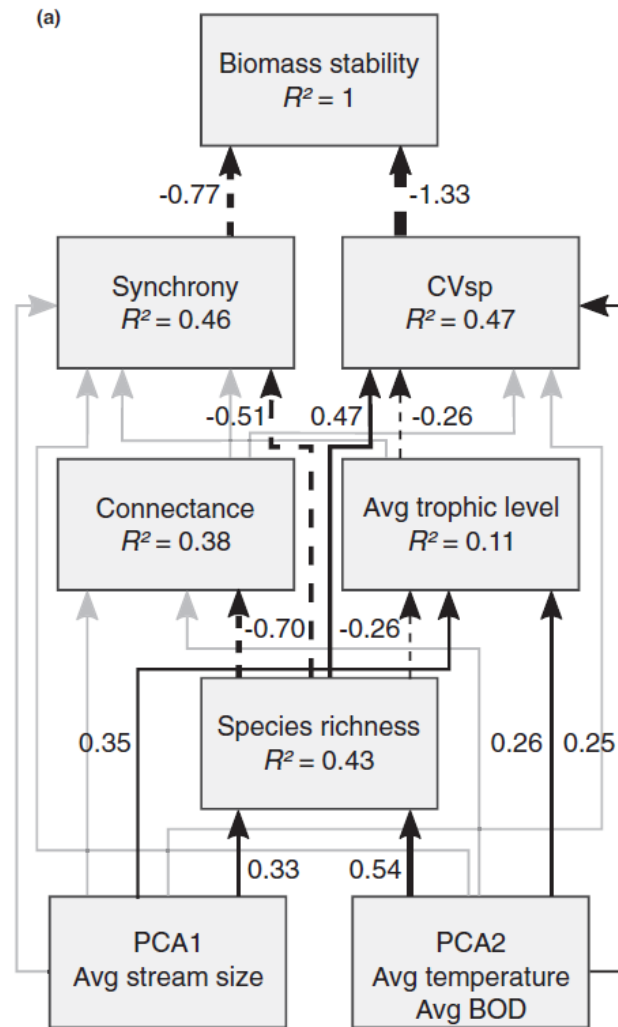 (a)
Biomass stability
R² = 1
-0.77
-1.33
Synchrony
R² = 0.46
CVsp
R² = 0.47
-0.51
0.47
-0.26
Connectance
R² = 0.38
Avg trophic level
R² = 0.11
-0.70
-0.26
Species richness
R² = 0.43
0.35
0.26
0.25
0.33
0.54
PCA1
Avg stream size
PCA2
Avg temperature
Avg BOD